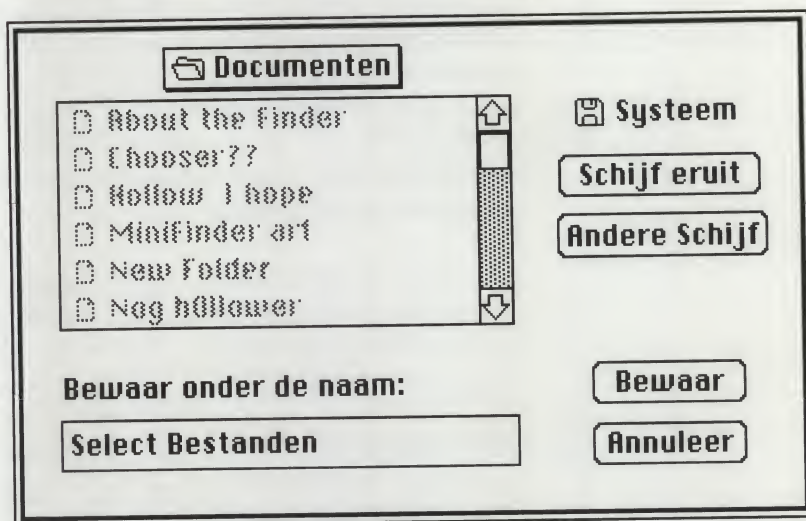 Documenten
About the Finder
Chooser??
Hollow I hope
MiniFinder art
New Folder
Nog h0llower
Systeem
Schijf eruit
Andere Schijf
Bewaar onder de naam:
Select Bestanden
Bewaar
Annuleer